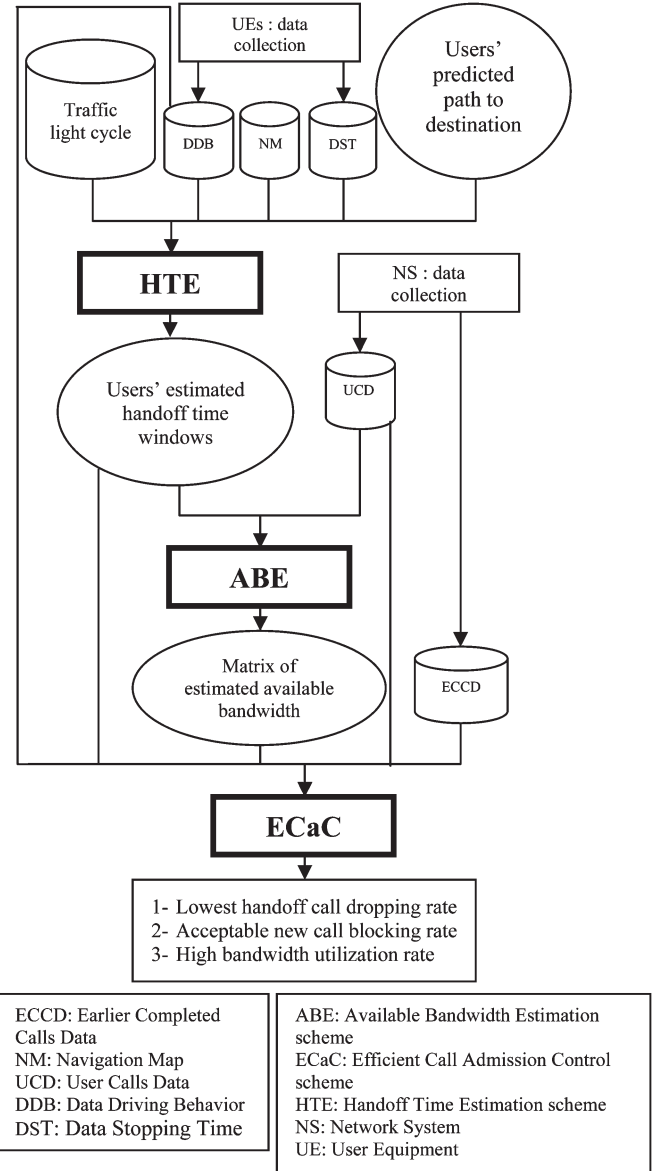 UEs : data
collection
Users'
predicted
path to
destination
Traffic
light cycle
DDB
NM
DST
HTE
NS : data
collection
Users' estimated
handoff time
windows
UCD
ABE
Matrix of
estimated available
bandwidth
ECCD
ECaC
1- Lowest handoff call dropping rate
2- Acceptable new call blocking rate
3- High bandwidth utilization rate
ECCD: Earlier Completed
Calls Data
NM: Navigation Map
UCD: User Calls Data
DDB: Data Driving Behavior
DST: Data Stopping Time
ABE: Available Bandwidth Estimation
scheme
ECaC: Efficient Call Admission Control
scheme
HTE: Handoff Time Estimation scheme
NS: Network System
UE: User Equipment